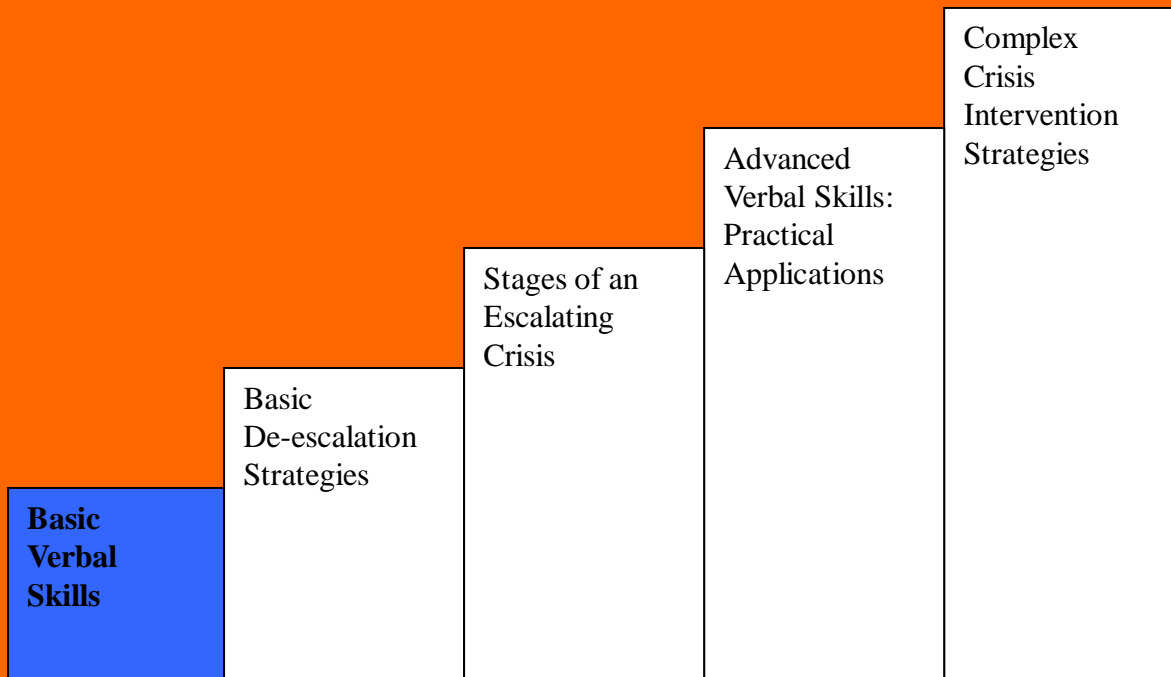 Basic
Verbal
Skills
Basic
De-escalation
Strategies
Stages of an
Escalating
Crisis
Advanced
Verbal Skills:
Practical
Applications
Complex
Crisis
Intervention
Strategies